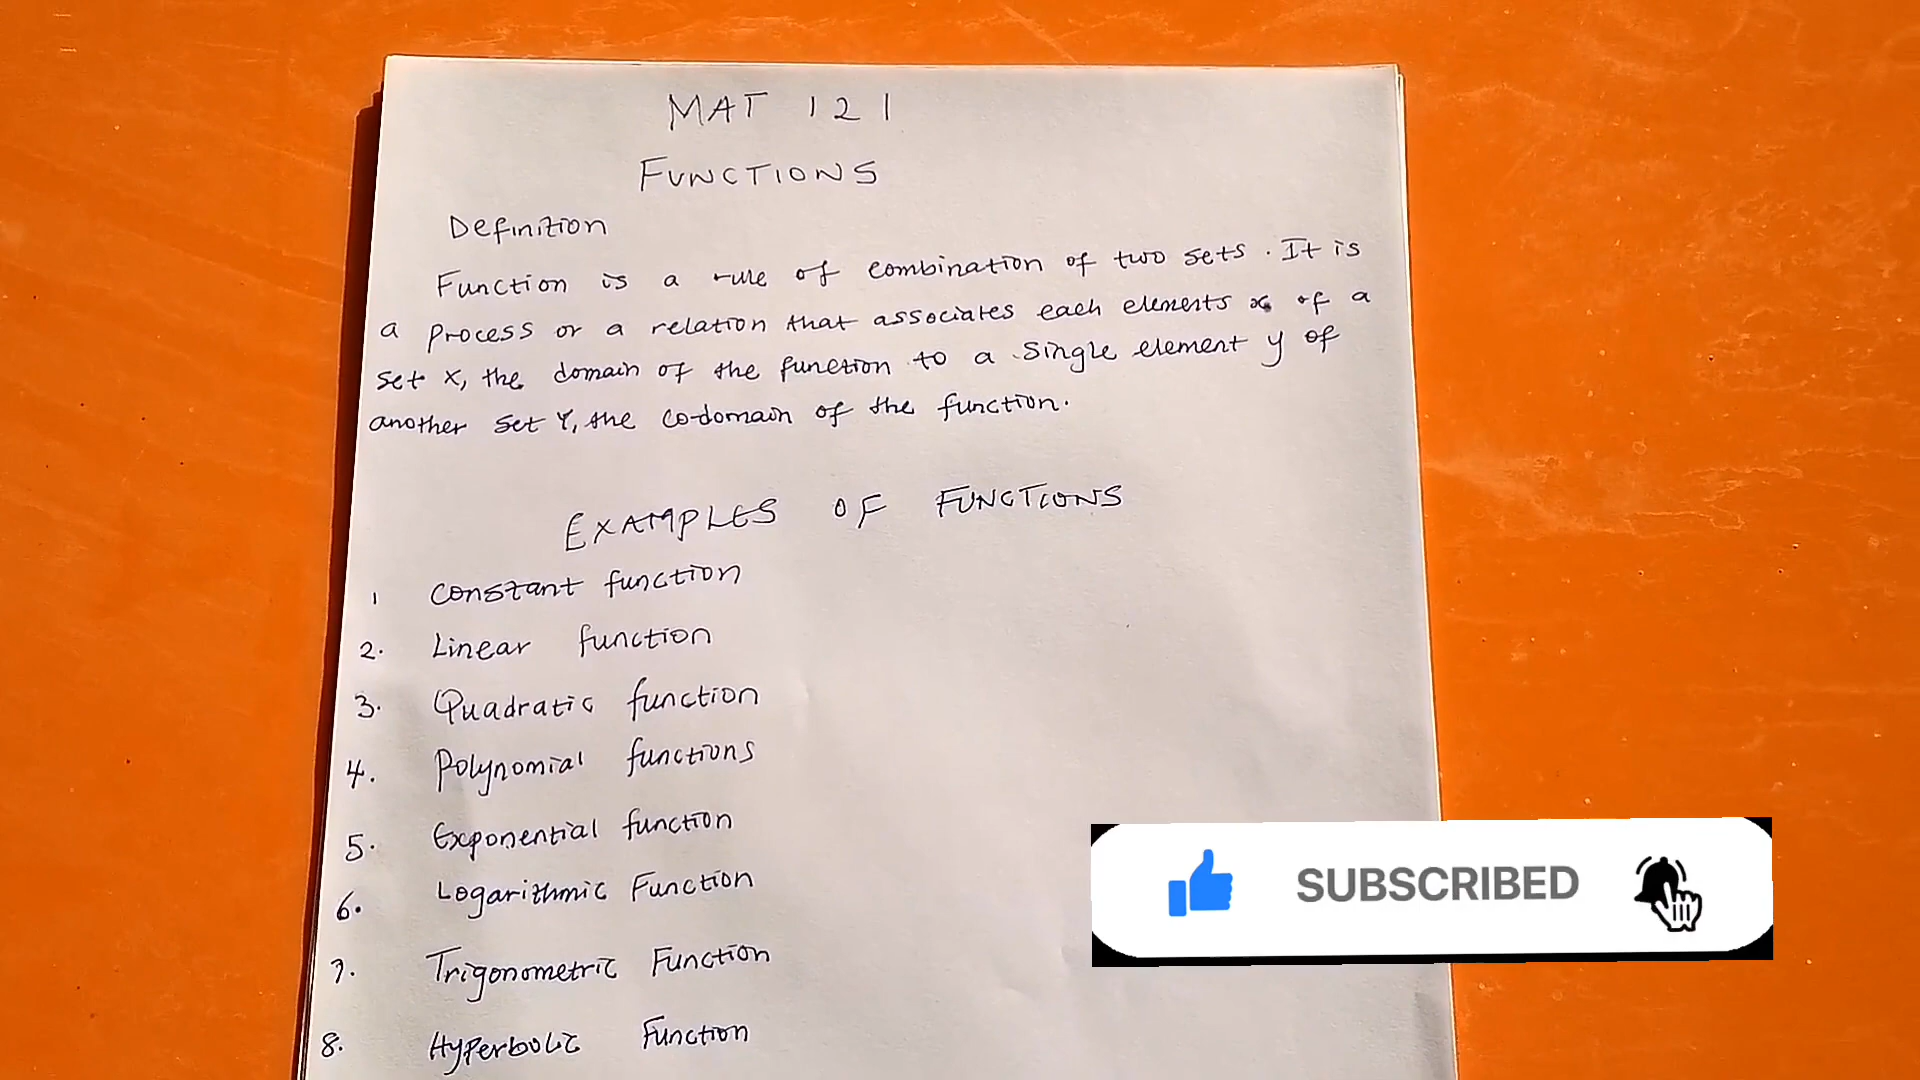 MAT 121
FUNCTIONS
Definition
Function is a rule of combination of two sets. It is
a process or a relation that associates each elements x of a
set X, the domain of the function to a single element y of
another set Y, the co-domain of the function.
EXAMPLES OF FUNCTIONS
1 Constant function
2. Linear function
3. Quadratic function
4. Polynomial functions
5. Exponential function
6. Logarithmic Function
7. Trigonometric Function
8. Hyperbolic Function
SUBSCRIBED